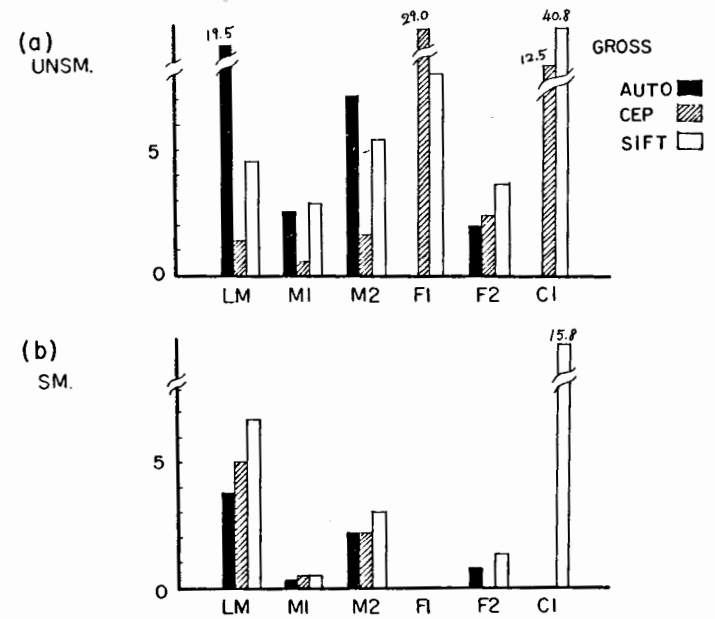 (a)
UNSM.
19.5
29.0
40.8
12.5
GROSS
AUTO
CEP
SIFT
5
0
LM M1 M2 F1 F2 C1
(b)
SM.
15.8
5
0
LM M1 M2 F1 F2 C1